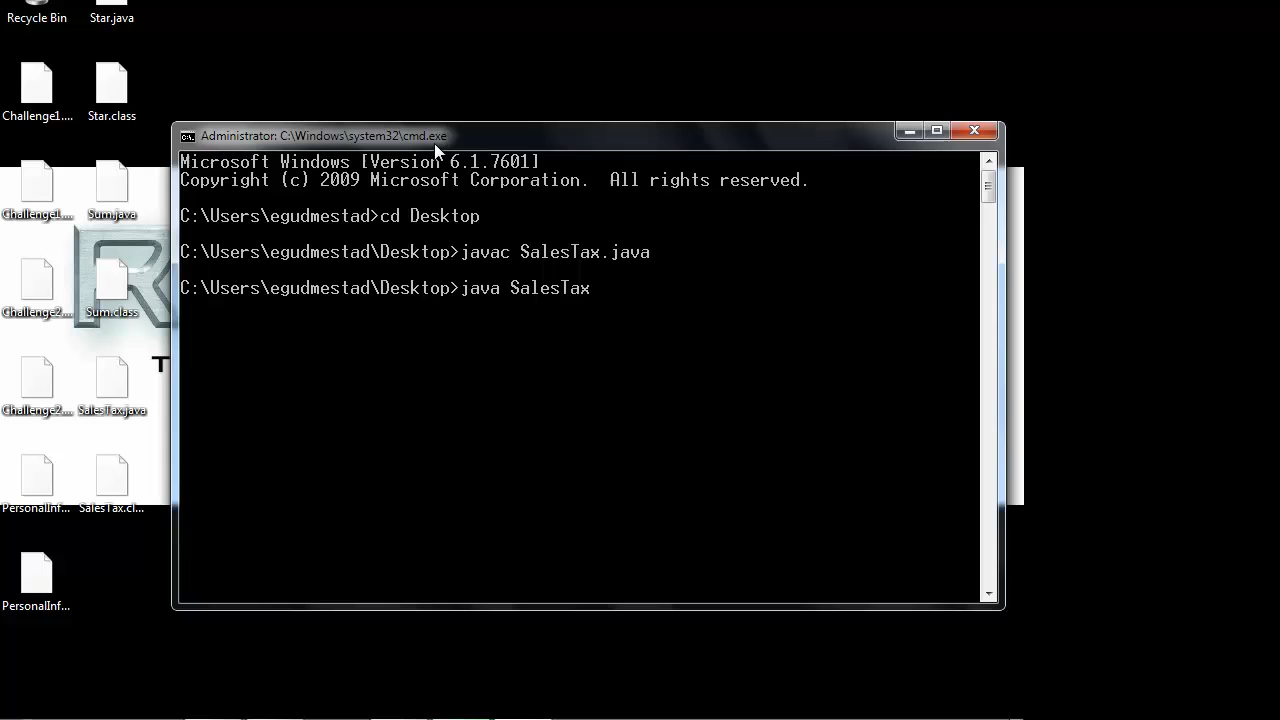 Recycle Bin
Star.java
Challenge1....
Star.class
Challenge1....
Sum.java
Challenge2....
Sum.class
Challenge2....
SalesTax.java
PersonalInf...
SalesTax.cl...
PersonalInf...
R
T
Administrator: C:\Windows\system32\cmd.exe
Microsoft Windows [Version 6.1.7601]
Copyright (c) 2009 Microsoft Corporation.  All rights reserved.
C:\Users\egudmestad>cd Desktop
C:\Users\egudmestad\Desktop>javac SalesTax.java
C:\Users\egudmestad\Desktop>java SalesTax